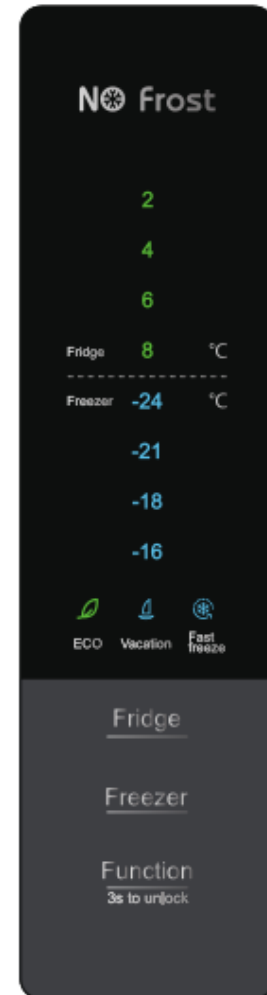 NO Frost
2
4
6
Fridge 8 °C
Freezer -24 °C
-21
-18
-16
ECO Vacation Fast freeze
Fridge
Freezer
Function
3s to unlock